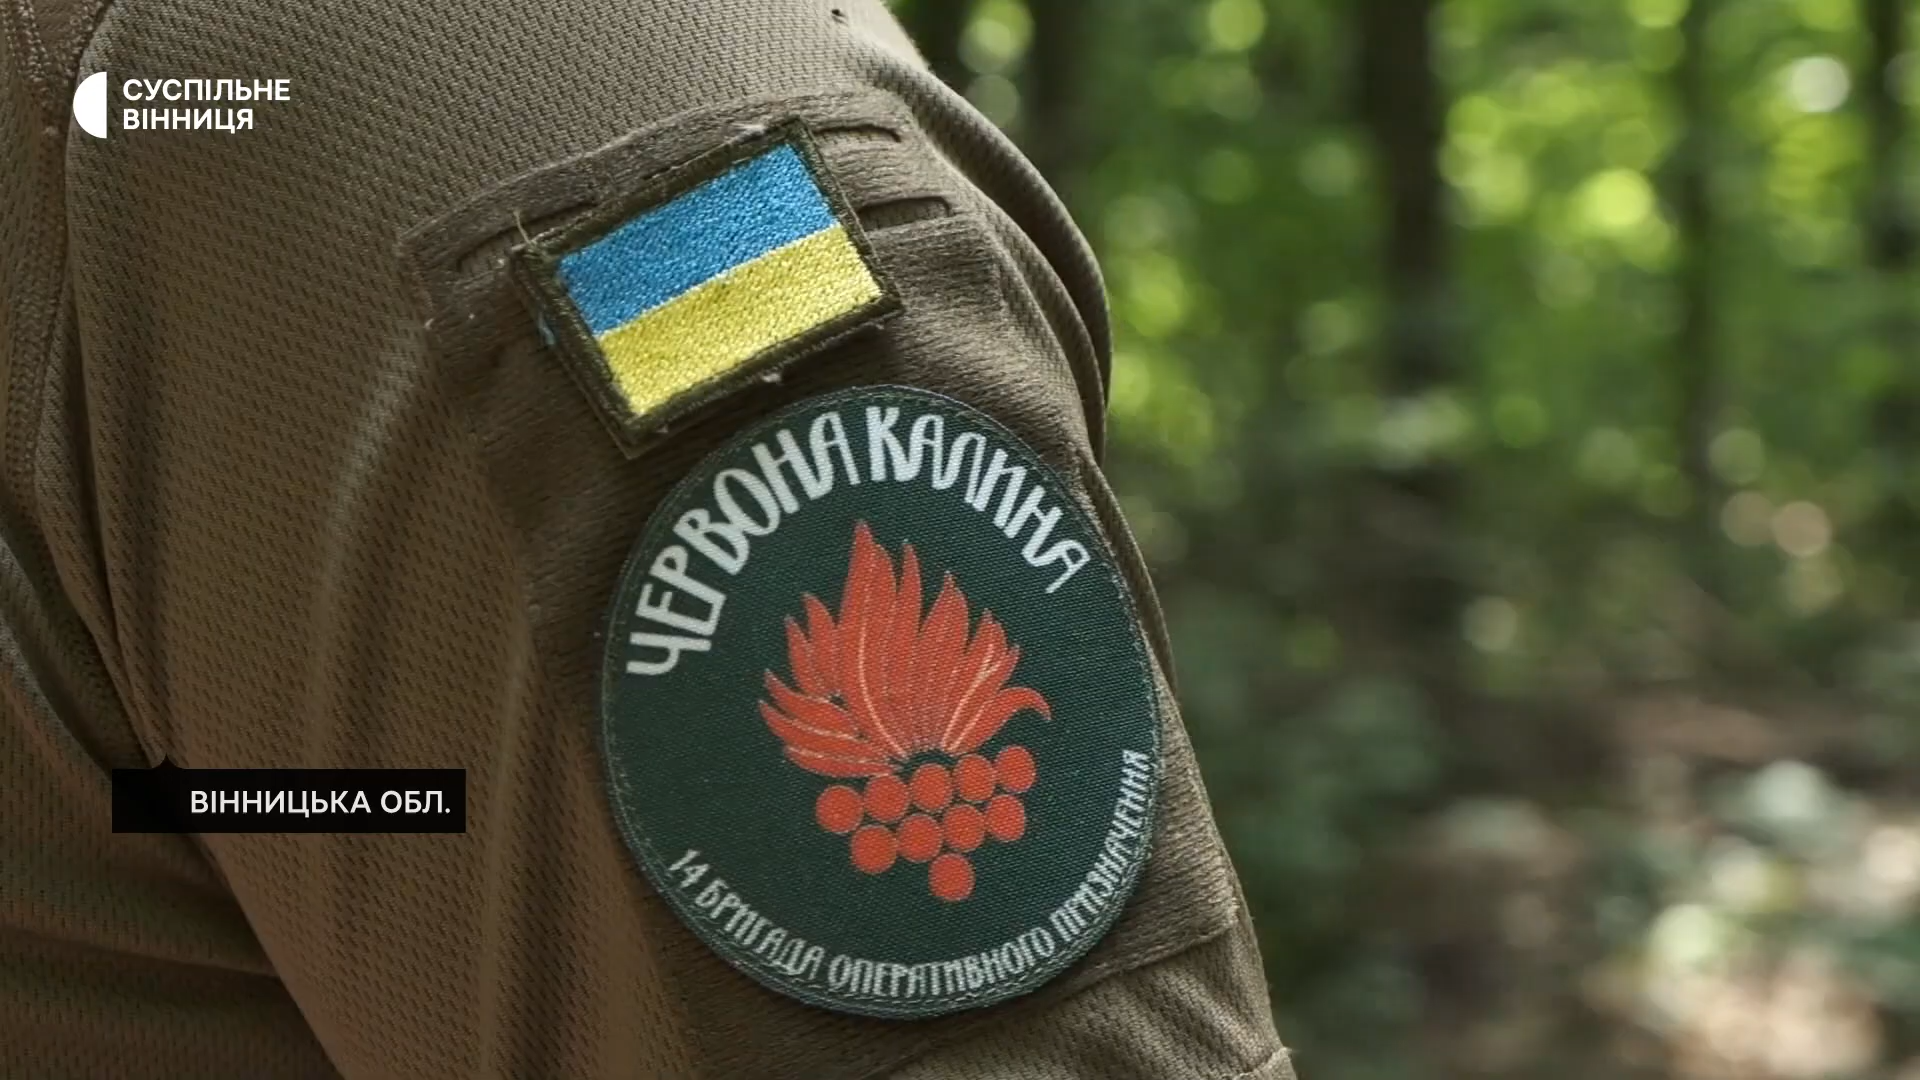 СУСПІЛЬНЕ
ВІННИЦЯ
ЧЕРВОНА КАЛИНА
14 БРИГАДА ОПЕРАТИВНОГО ПРИЗНАЧЕННЯ
ВІННИЦЬКА ОБЛ.